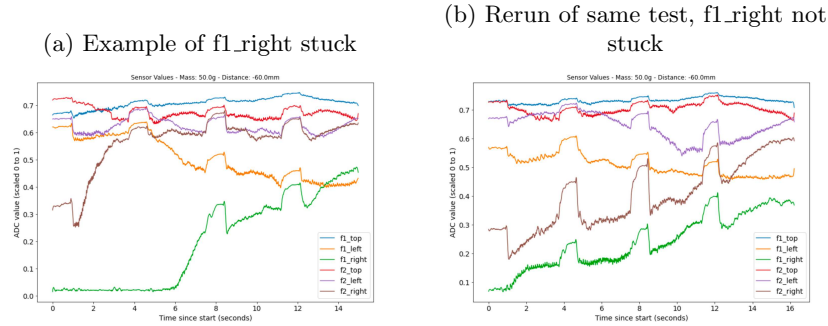 (a) Example of f1_right stuck
(b) Rerun of same test, f1_right not
stuck
Sensor Values - Mass: 50.0g - Distance: -60.0mm
ADC value (scaled 0 to 1)
0.7
0.6
0.5
0.4
0.3
0.2
0.1
0.0
f1_top
f1_left
f1_right
f2_top
f2_left
f2_right
0 2 4 6 8 10 12 14
Time since start (seconds)
Sensor Values - Mass: 50.0g - Distance: -60.0mm
ADC value (scaled 0 to 1)
0.7
0.6
0.5
0.4
0.3
0.2
0.1
f1_top
f1_left
f1_right
f2_top
f2_left
f2_right
0 2 4 6 8 10 12 14 16
Time since start (seconds)